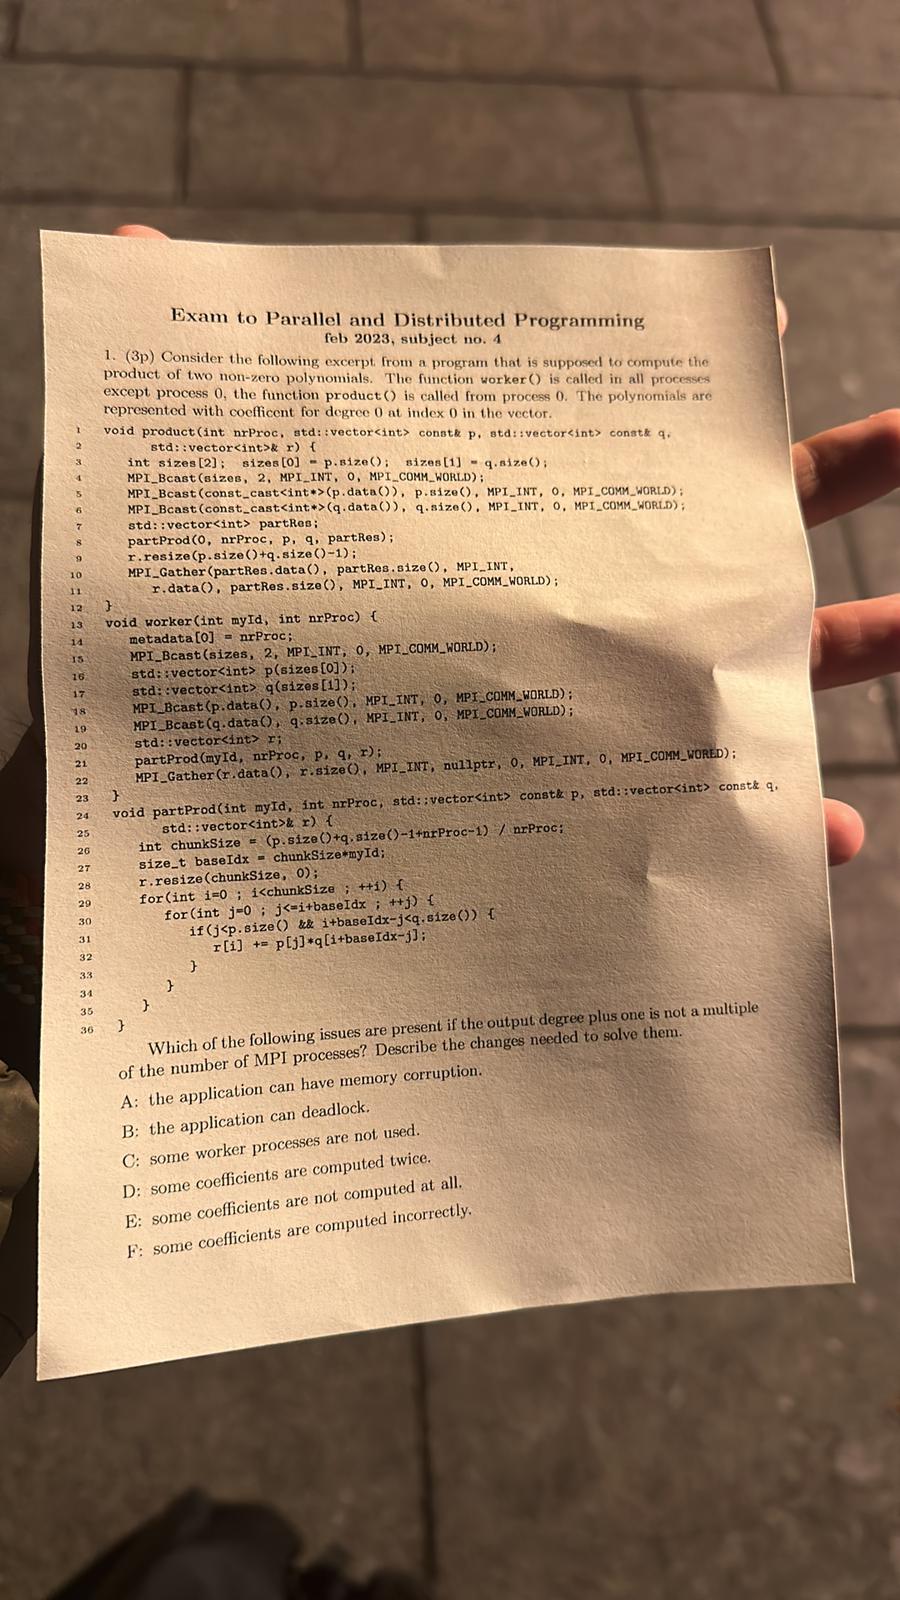 Exam to Parallel and Distributed Programming
feb 2023, subject no. 4
1. (3p) Consider the following excerpt from a program that is supposed to compute the
product of two non-zero polynomials. The function worker() is called in all processes
except process 0, the function product() is called from process 0. The polynomials are
represented with coefficent for degree 0 at index 0 in the vector.
1 void product(int nrProc, std::vector<int> const& p, std::vector<int> const& q,
2 std::vector<int>& r) {
3 int sizes[2]; sizes[0] = p.size(); sizes[1] = q.size();
4 MPI_Bcast(sizes, 2, MPI_INT, 0, MPI_COMM_WORLD);
5 MPI_Bcast(const_cast<int*>(p.data()), p.size(), MPI_INT, 0, MPI_COMM_WORLD);
6 MPI_Bcast(const_cast<int*>(q.data()), q.size(), MPI_INT, 0, MPI_COMM_WORLD);
7 std::vector<int> partRes;
8 partProd(0, nrProc, p, q, partRes);
9 r.resize(p.size()+q.size()-1);
10 MPI_Gather(partRes.data(), partRes.size(), MPI_INT,
11 r.data(), partRes.size(), MPI_INT, 0, MPI_COMM_WORLD);
12 }
13 void worker(int myId, int nrProc) {
14 metadata[0] = nrProc;
15 MPI_Bcast(sizes, 2, MPI_INT, 0, MPI_COMM_WORLD);
16 std::vector<int> p(sizes[0]);
17 std::vector<int> q(sizes[1]);
18 MPI_Bcast(p.data(), p.size(), MPI_INT, 0, MPI_COMM_WORLD);
19 MPI_Bcast(q.data(), q.size(), MPI_INT, 0, MPI_COMM_WORLD);
20 std::vector<int> r;
21 partProd(myId, nrProc, p, q, r);
22 MPI_Gather(r.data(), r.size(), MPI_INT, nullptr, 0, MPI_INT, 0, MPI_COMM_WORLD);
23 }
24 void partProd(int myId, int nrProc, std::vector<int> const& p, std::vector<int> const& q,
25 std::vector<int>& r) {
26 int chunkSize = (p.size()+q.size()-1+nrProc-1) / nrProc;
27 size_t baseIdx = chunkSize*myId;
28 r.resize(chunkSize, 0);
29 for(int i=0 ; i<chunkSize ; ++i) {
30 for(int j=0 ; j<=i+baseIdx ; ++j) {
31 if(j<p.size() && i+baseIdx-j<q.size()) {
32 r[i] += p[j]*q[i+baseIdx-j];
33 }
34 }
35 }
36 }
Which of the following issues are present if the output degree plus one is not a multiple
of the number of MPI processes? Describe the changes needed to solve them.
A: the application can have memory corruption.
B: the application can deadlock.
C: some worker processes are not used.
D: some coefficients are computed twice.
E: some coefficients are not computed at all.
F: some coefficients are computed incorrectly.